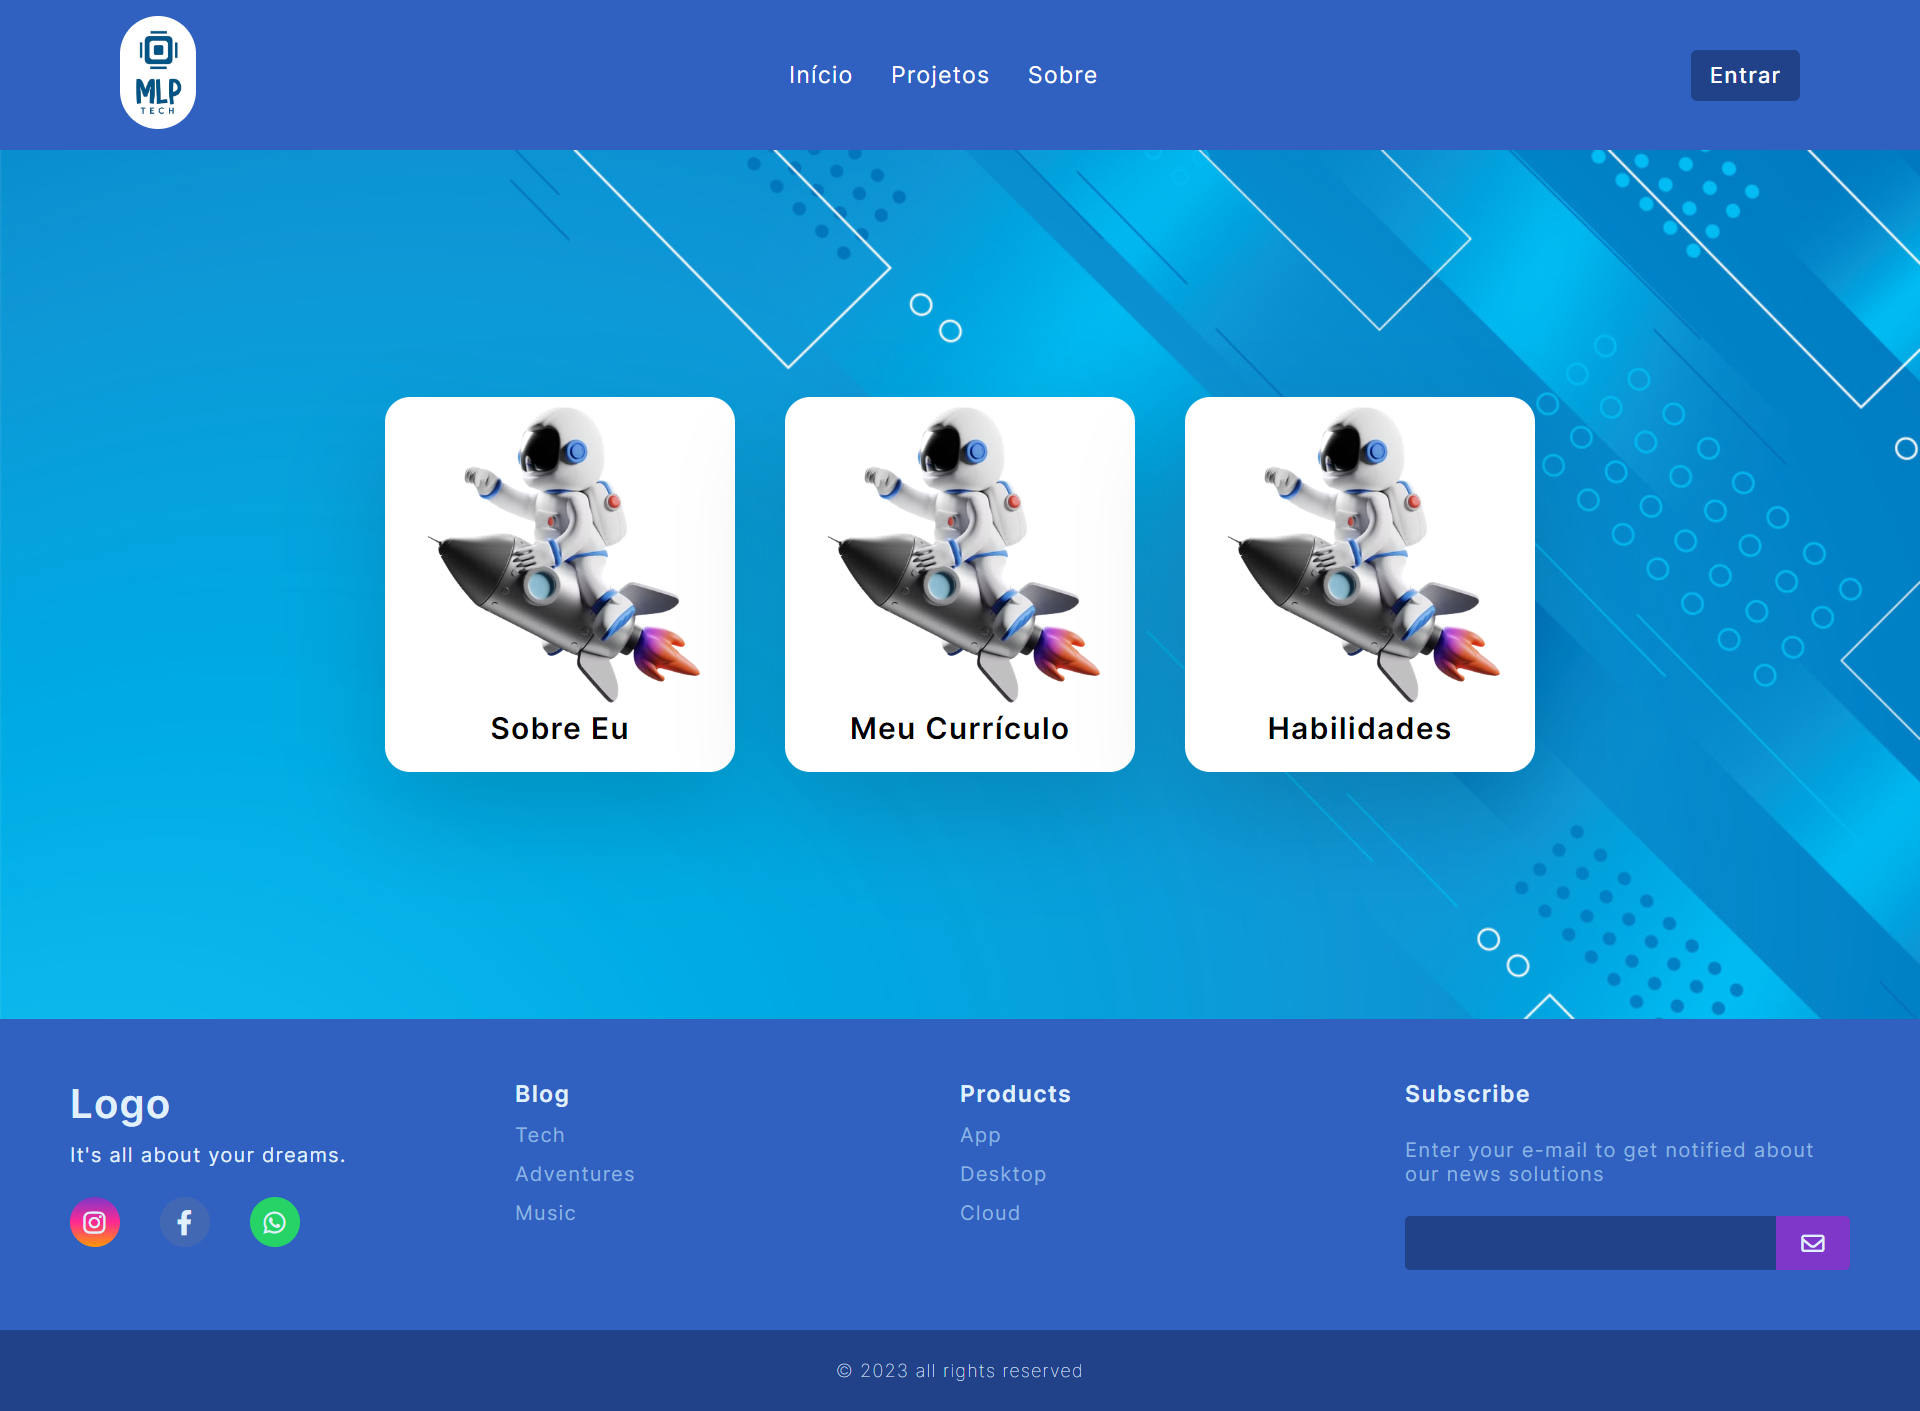 MLP
TECH
Início
Projetos
Sobre
Entrar
Sobre Eu
Meu Currículo
Habilidades
Logo
It's all about your dreams.
Blog
Tech
Adventures
Music
Products
App
Desktop
Cloud
Subscribe
Enter your e-mail to get notified about
our news solutions
© 2023 all rights reserved